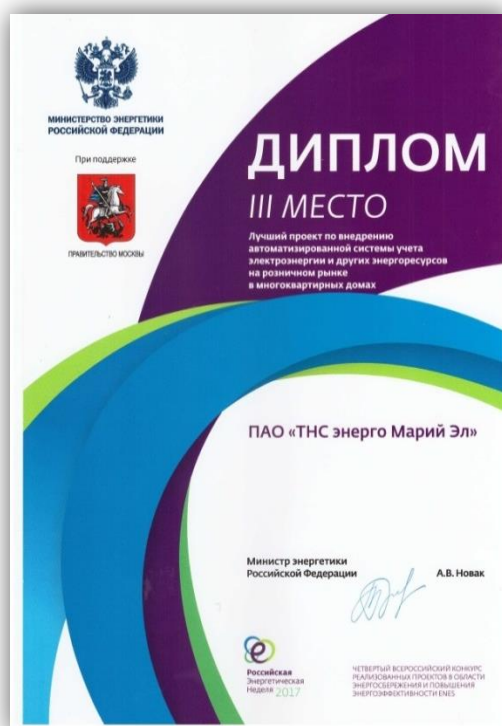 МИНИСТЕРСТВО ЭНЕРГЕТИКИ
РОССИЙСКОЙ ФЕДЕРАЦИИ
При поддержке
ПРАВИТЕЛЬСТВО МОСКВЫ
ДИПЛОМ
III МЕСТО
Лучший проект по внедрению
автоматизированной системы учета
электроэнергии и других энергоресурсов
на розничном рынке
в многоквартирных домах
ПАО «ТНС энерго Марий Эл»
Министр энергетики
Российской Федерации
А.В. Новак
Российская
Энергетическая
Неделя 2017
ЧЕТВЕРТЫЙ ВСЕРОССИЙСКИЙ КОНКУРС
РЕАЛИЗОВАННЫХ ПРОЕКТОВ В ОБЛАСТИ
ЭНЕРГОСБЕРЕЖЕНИЯ И ПОВЫШЕНИЯ
ЭНЕРГОЭФФЕКТИВНОСТИ ENES